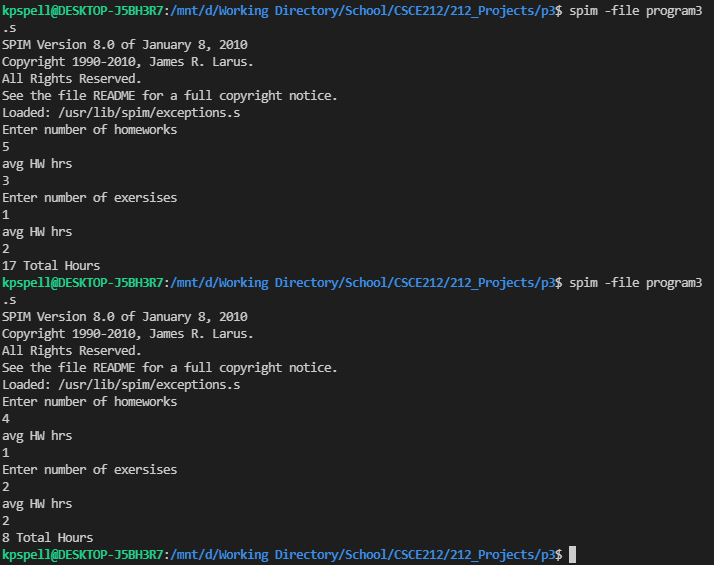 kpspell@DESKTOP-J5BH3R7:/mnt/d/Working Directory/School/CSCE212/212_Projects/p3$ spim -file program3
.s
SPIM Version 8.0 of January 8, 2010
Copyright 1990-2010, James R. Larus.
All Rights Reserved.
See the file README for a full copyright notice.
Loaded: /usr/lib/spim/exceptions.s
Enter number of homeworks
5
avg HW hrs
3
Enter number of exersises
1
avg HW hrs
2
17 Total Hours
kpspell@DESKTOP-J5BH3R7:/mnt/d/Working Directory/School/CSCE212/212_Projects/p3$ spim -file program3
.s
SPIM Version 8.0 of January 8, 2010
Copyright 1990-2010, James R. Larus.
All Rights Reserved.
See the file README for a full copyright notice.
Loaded: /usr/lib/spim/exceptions.s
Enter number of homeworks
4
avg HW hrs
1
Enter number of exersises
2
avg HW hrs
2
8 Total Hours
kpspell@DESKTOP-J5BH3R7:/mnt/d/Working Directory/School/CSCE212/212_Projects/p3$